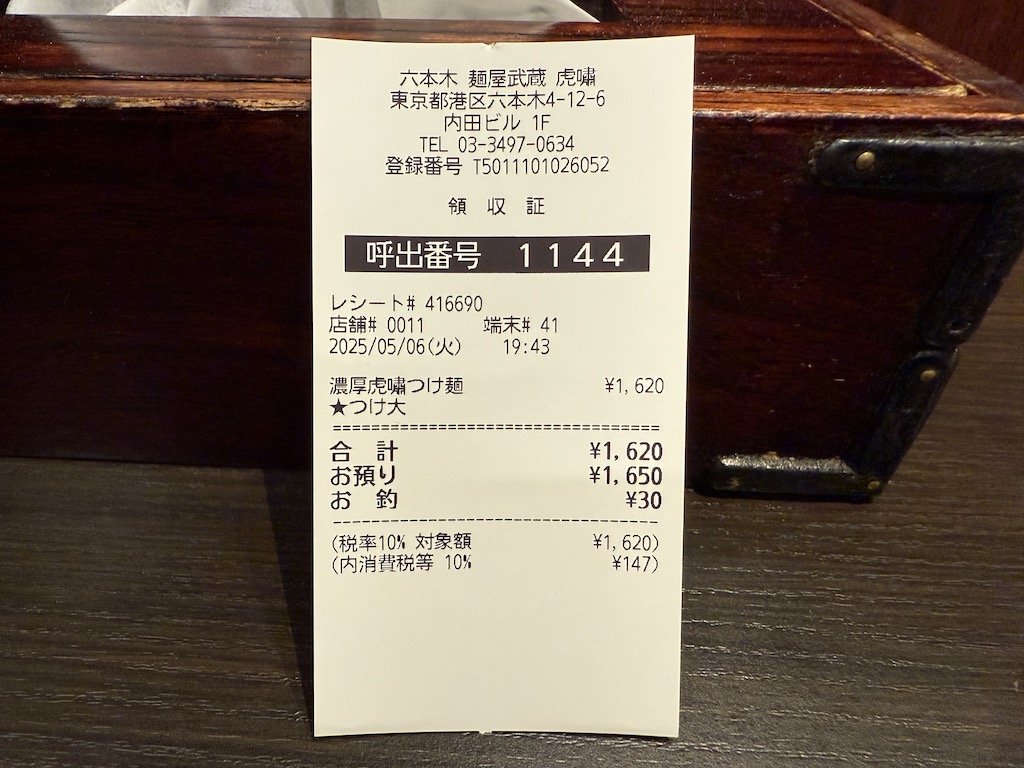 六本木 麺屋武蔵 虎嘯
東京都港区六本木4-12-6
内田ビル 1F
TEL 03-3497-0634
登録番号 T5011101026052
領 収 証
呼出番号 1144
レシート# 416690
店舗# 0011 端末# 41
2025/05/06(火) 19:43
濃厚虎嘯つけ麺 ¥1,620
★つけ大
合 計 ¥1,620
お預り ¥1,650
お 釣 ¥30
(税率10% 対象額 ¥1,620)
(内消費税等 10% ¥147)